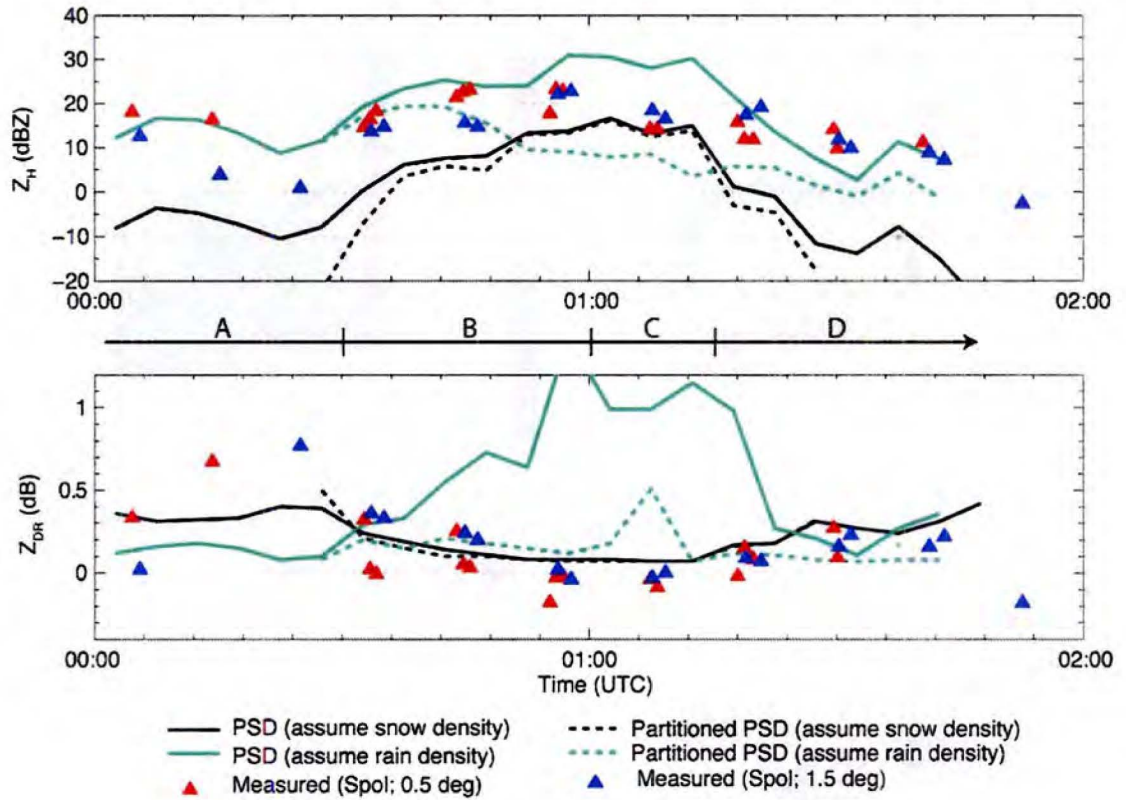 40
30
20
10
0
−10
−20
Z_H (dBZ)
00:00
01:00
02:00
A
B
C
D
1
0.5
0
Z_DR (dB)
00:00
01:00
02:00
Time (UTC)
PSD (assume snow density)
PSD (assume rain density)
Measured (Spol; 0.5 deg)
Partitioned PSD (assume snow density)
Partitioned PSD (assume rain density)
Measured (Spol; 1.5 deg)